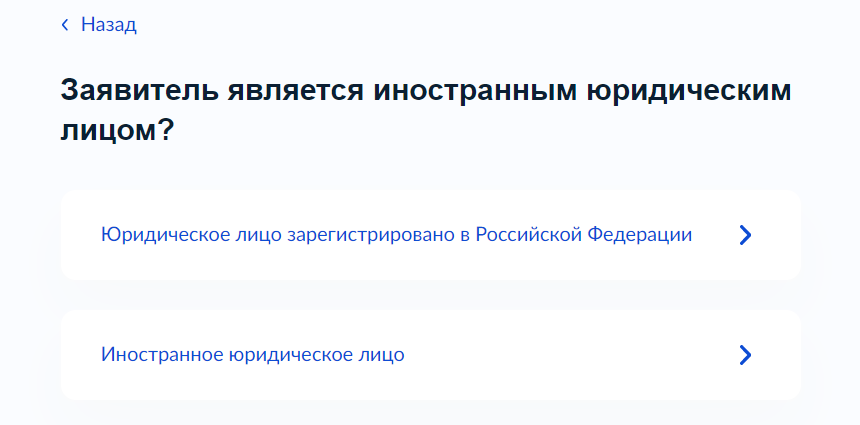 Назад
Заявитель является иностранным юридическим
лицом?
Юридическое лицо зарегистрировано в Российской Федерации
Иностранное юридическое лицо